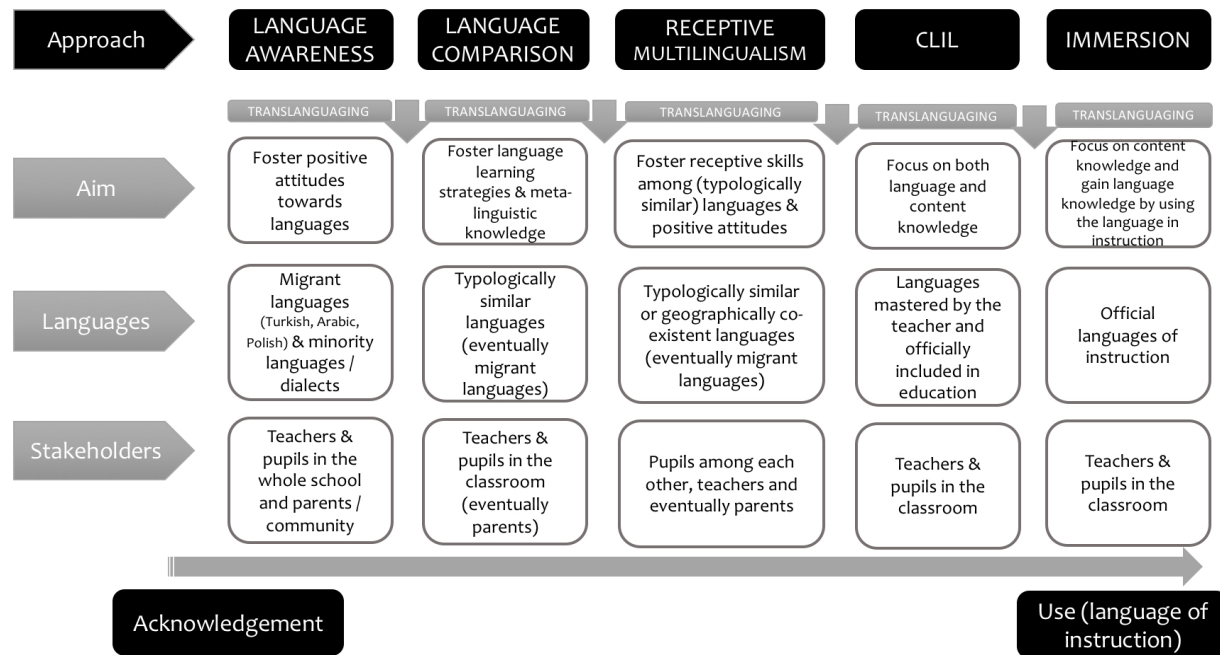 Approach
LANGUAGE
AWARENESS
LANGUAGE
COMPARISON
RECEPTIVE
MULTILINGUALISM
CLIL
IMMERSION
TRANSLANGUAGING
TRANSLANGUAGING
TRANSLANGUAGING
TRANSLANGUAGING
TRANSLANGUAGING
Aim
Foster positive
attitudes
towards
languages
Foster language
learning
strategies & meta-
linguistic
knowledge
Foster receptive skills
among (typologically
similar) languages &
positive attitudes
Focus on both
language and
content
knowledge
Focus on content
knowledge and
gain language
knowledge by using
the language in
instruction
Languages
Migrant
languages
(Turkish, Arabic,
Polish) & minority
languages /
dialects
Typologically
similar
languages
(eventually
migrant
languages)
Typologically similar
or geographically co-
existent languages
(eventually migrant
languages)
Languages
mastered by the
teacher and
officially
included in
education
Official
languages of
instruction
Stakeholders
Teachers &
pupils in the
whole school
and parents /
community
Teachers &
pupils in the
classroom
(eventually
parents)
Pupils among each
other, teachers and
eventually parents
Teachers &
pupils in the
classroom
Teachers &
pupils in the
classroom
Acknowledgement
Use (language of
instruction)